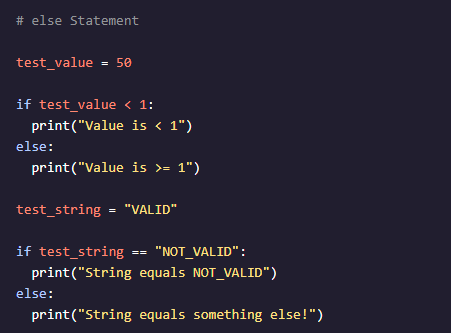 # else Statement
test_value = 50
if test_value < 1:
  print("Value is < 1")
else:
  print("Value is >= 1")
test_string = "VALID"
if test_string == "NOT_VALID":
  print("String equals NOT_VALID")
else:
  print("String equals something else!")